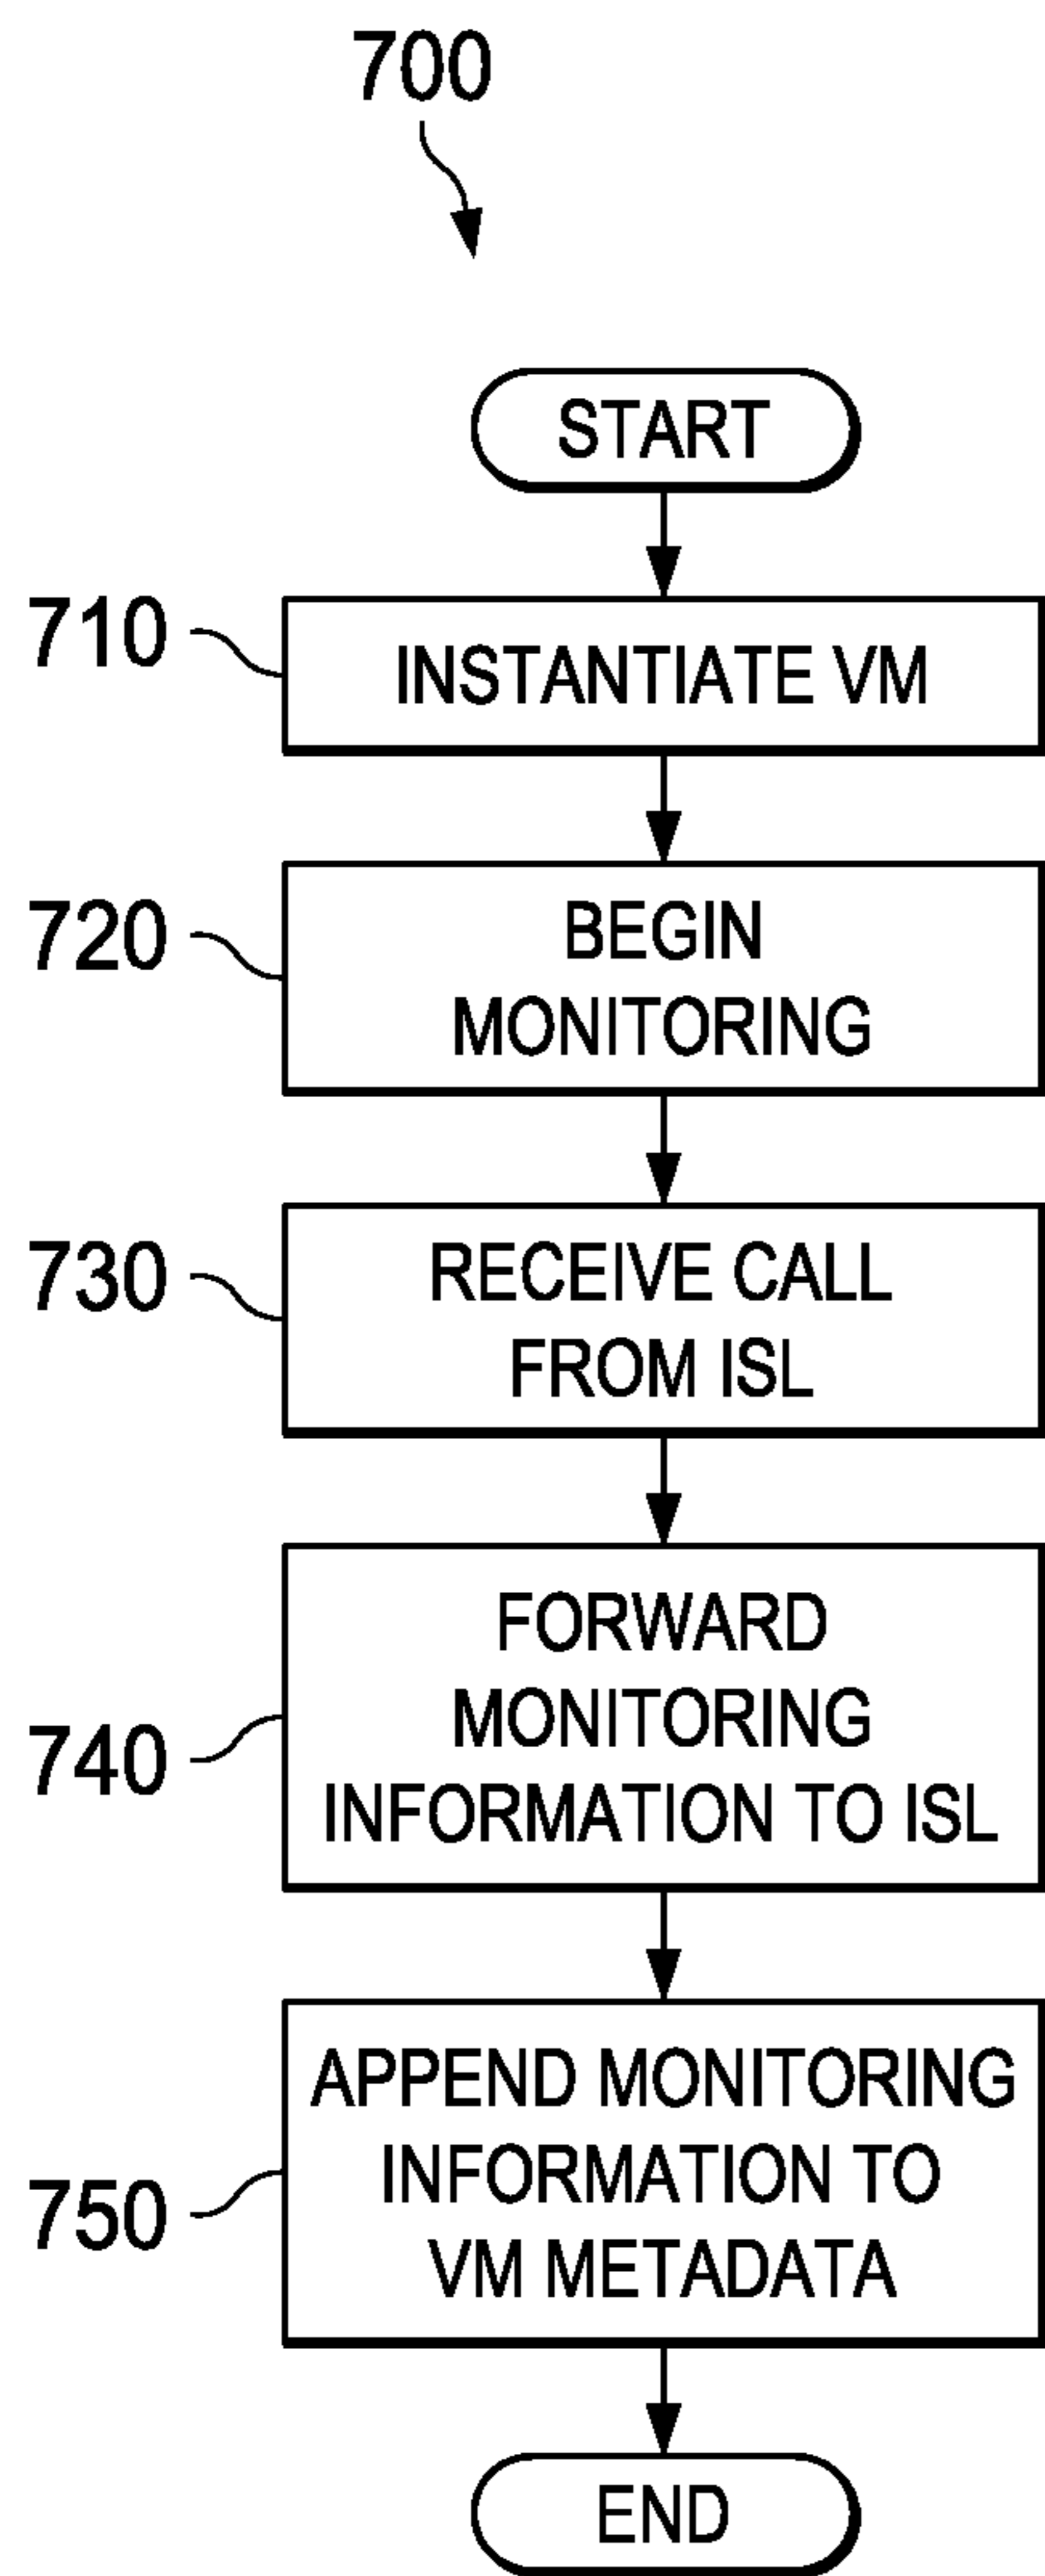 700
START
710
INSTANTIATE VM
720
BEGIN
MONITORING
730
RECEIVE CALL
FROM ISL
740
FORWARD
MONITORING
INFORMATION TO ISL
750
APPEND MONITORING
INFORMATION TO
VM METADATA
END